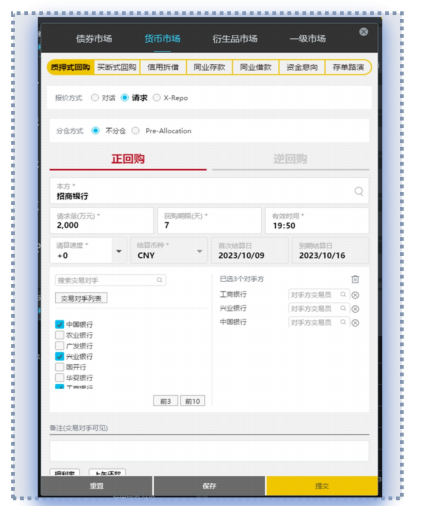 债券市场 货币市场 衍生品市场 一级市场
质押式回购 买断式回购 信用拆借 同业存款 同业借款 资金意向 存单路演
报价方式 对话 请求 X-Repo
分仓方式 不分仓 Pre-Allocation
正回购 逆回购
本方 *
招商银行
请求量(万元) * 回购期限(天) * 有效时间 *
2,000 7 19:50
清算速度 * 结算币种 * 首次结算日 到期结算日
+0 CNY 2023/10/09 2023/10/16
搜索交易对手 已选3个对手方
交易对手列表 工商银行 对手方交易员
兴业银行 对手方交易员
中国银行 中国银行 对手方交易员
农业银行
广发银行
兴业银行
国开行
华夏银行
工商银行
前3 前10
备注(交易对手可见)
重置 保存 提交